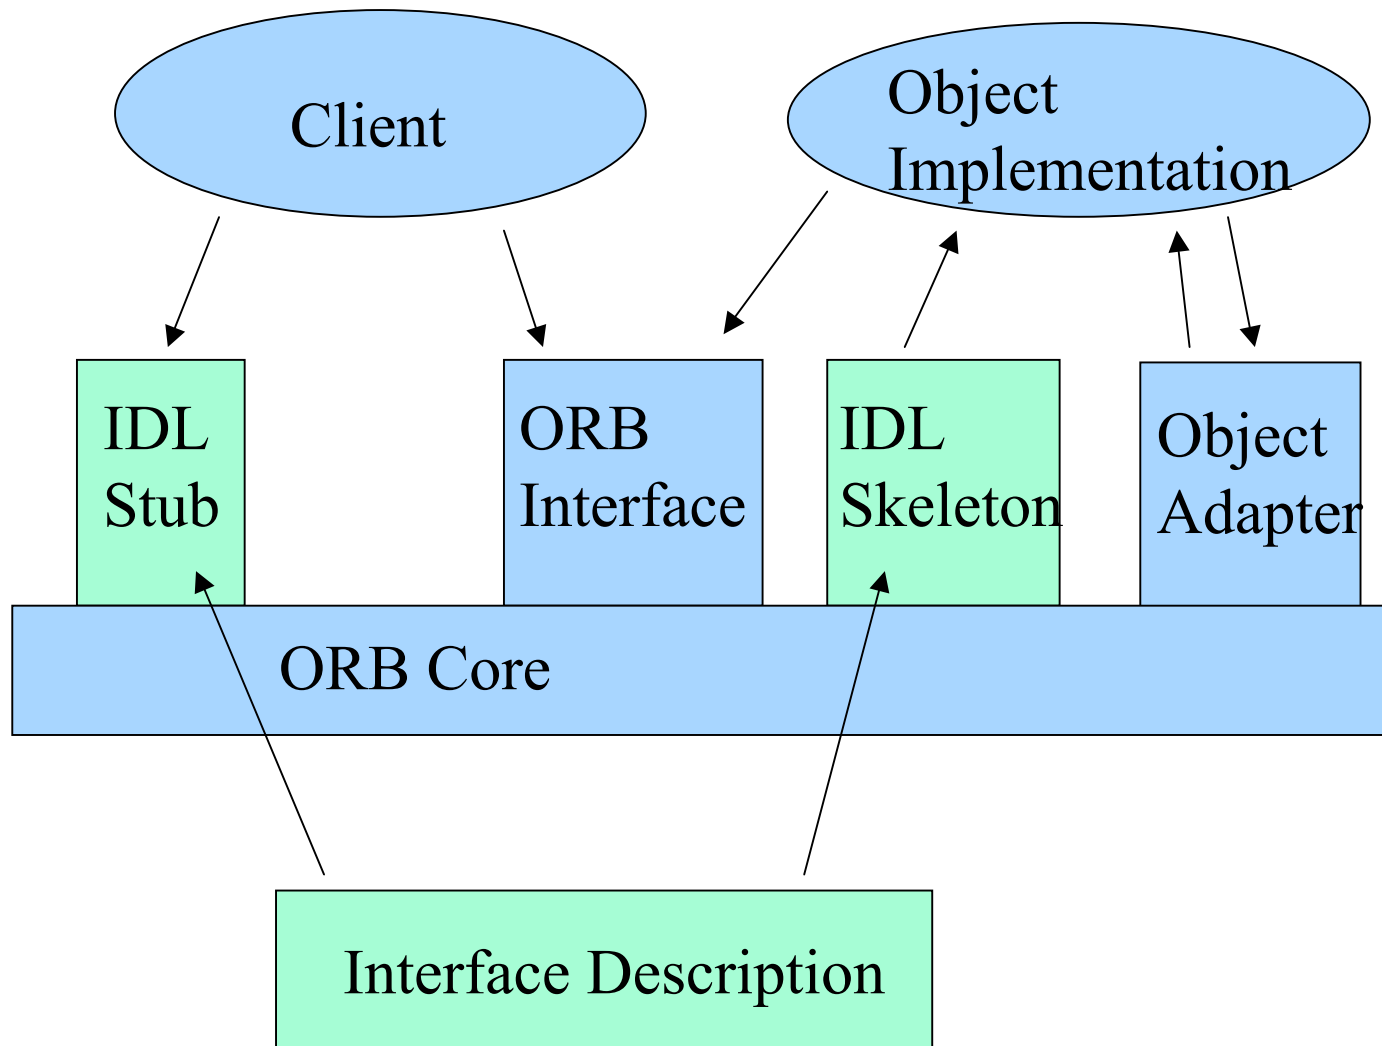 Client
Object
Implementation
IDL
Stub
ORB
Interface
IDL
Skeleton
Object
Adapter
ORB Core
Interface Description